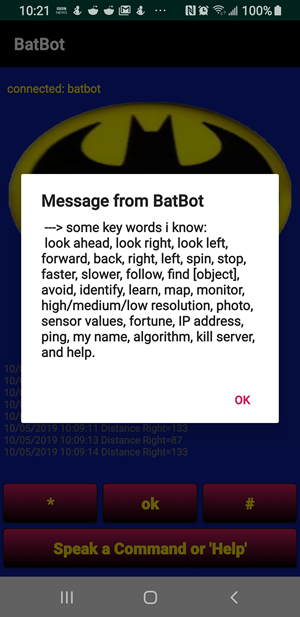 10:21 BBC NEWS 100%
BatBot
connected: batbot
Message from BatBot
---> some key words i know:
look ahead, look right, look left,
forward, back, right, left, spin, stop,
faster, slower, follow, find [object],
avoid, identify, learn, map, monitor,
high/medium/low resolution, photo,
sensor values, fortune, IP address,
ping, my name, algorithm, kill server,
and help.
OK
10/05/2019 10:09:11 Distance Right=133
10/05/2019 10:09:13 Distance Right=87
10/05/2019 10:09:14 Distance Right=133
* ok #
Speak a Command or 'Help'